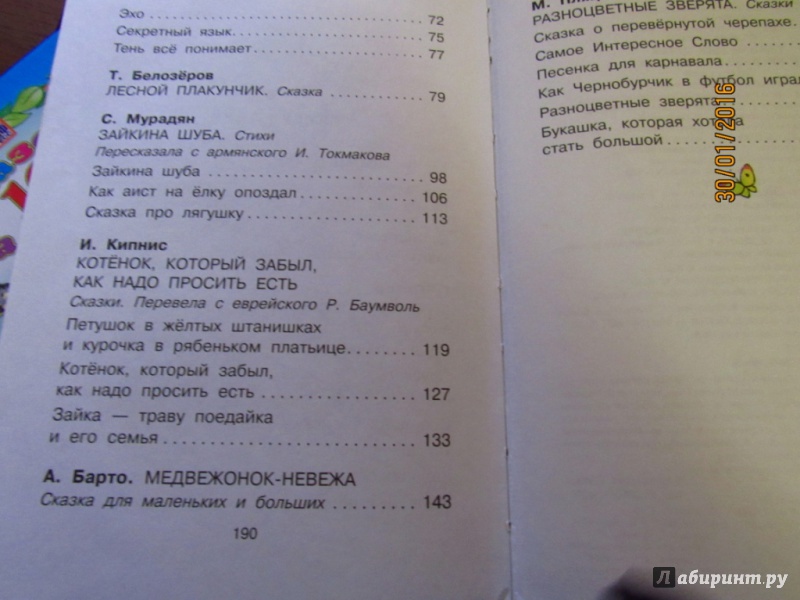 Эхо ..................... 72
Секретный язык ..................... 75
Тень всё понимает ..................... 77
Т. Белозёров
ЛЕСНОЙ ПЛАКУНЧИК. Сказка ..................... 79
С. Мурадян
ЗАЙКИНА ШУБА. Стихи
Пересказала с армянского И. Токмакова
Зайкина шуба ..................... 98
Как аист на ёлку опоздал ..................... 106
Сказка про лягушку ..................... 113
И. Кипнис
КОТЁНОК, КОТОРЫЙ ЗАБЫЛ,
КАК НАДО ПРОСИТЬ ЕСТЬ
Сказки. Перевела с еврейского Р. Баумволь
Петушок в жёлтых штанишках
и курочка в рябеньком платьице ........ 119
Котёнок, который забыл,
как надо просить есть ..................... 127
Зайка — траву поедайка
и его семья ..................... 133
А. Барто. МЕДВЕЖОНОК-НЕВЕЖА
Сказка для маленьких и больших ......... 143
190
М.
РАЗНОЦВЕТНЫЕ ЗВЕРЯТА. Сказки
Сказка о перевёрнутой черепахе.
Самое Интересное Слово
Песенка для карнавала
Как Чернобурчик в футбол играл
Разноцветные зверята
Букашка, которая хотела
стать большой
30/01/2016
Лабиринт.ру